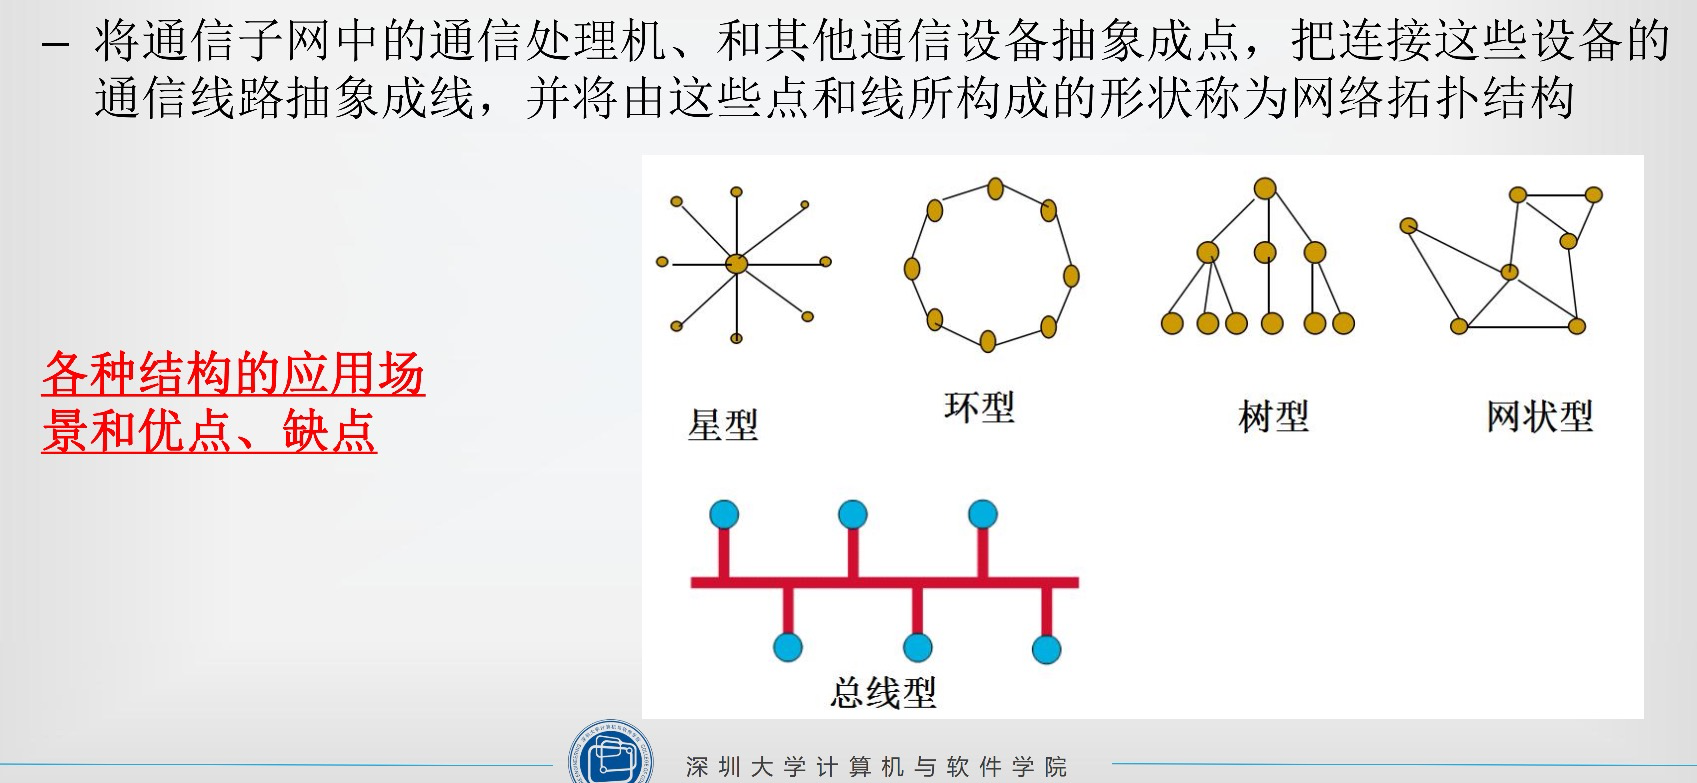 – 将通信子网中的通信处理机、和其他通信设备抽象成点，把连接这些设备的
通信线路抽象成线，并将由这些点和线所构成的形状称为网络拓扑结构
各种结构的应用场
景和优点、缺点
星型
环型
树型
网状型
总线型
深圳大学计算机与软件学院